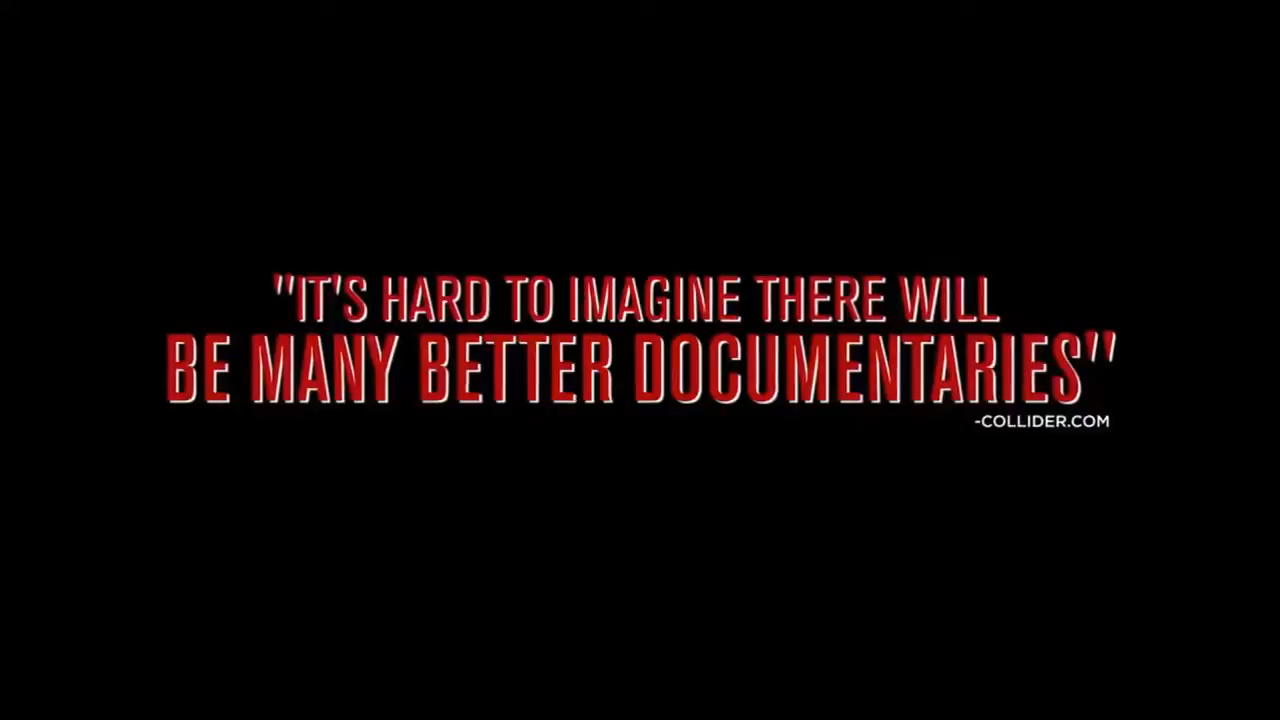 "IT'S HARD TO IMAGINE THERE WILL
BE MANY BETTER DOCUMENTARIES"
-COLLIDER.COM